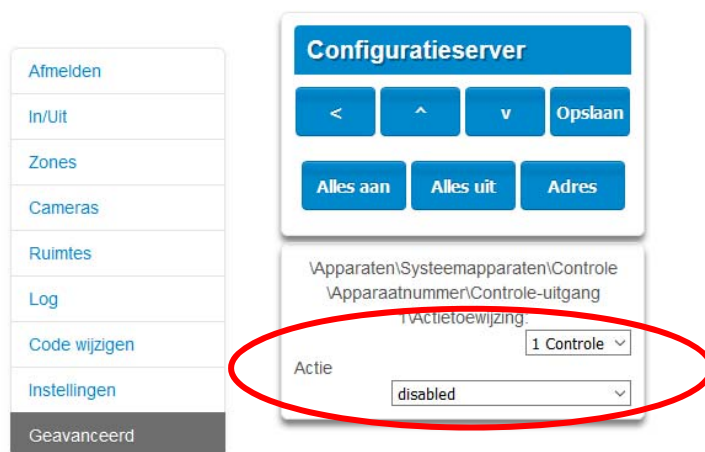 Afmelden
In/Uit
Zones
Cameras
Ruimtes
Log
Code wijzigen
Instellingen
Geavanceerd
Configuratieserver
< ^ v Opslaan
Alles aan Alles uit Adres
\Apparaten\Systeemapparaten\Controle
\Apparaatnummer\Controle-uitgang
1\Actietoewijzing:
1 Controle
Actie
disabled